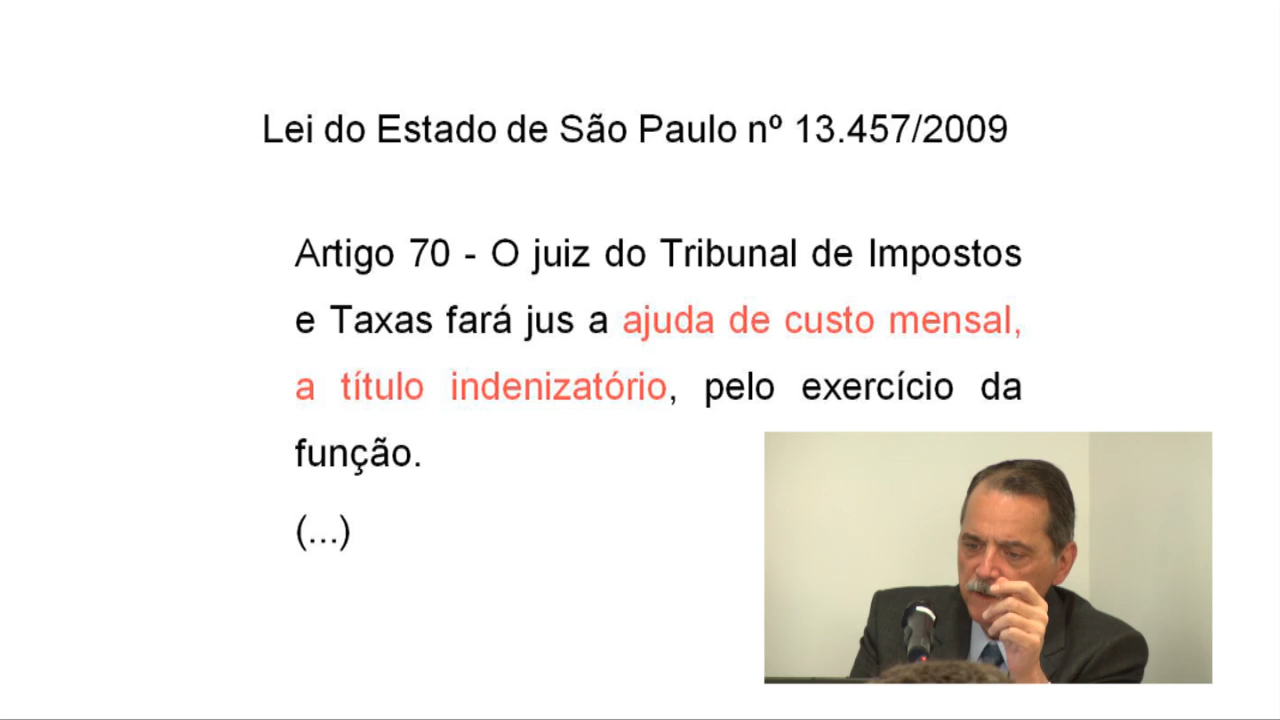 Lei do Estado de São Paulo nº 13.457/2009
Artigo 70 - O juiz do Tribunal de Impostos
e Taxas fará jus a ajuda de custo mensal,
a título indenizatório, pelo exercício da
função.
(...)